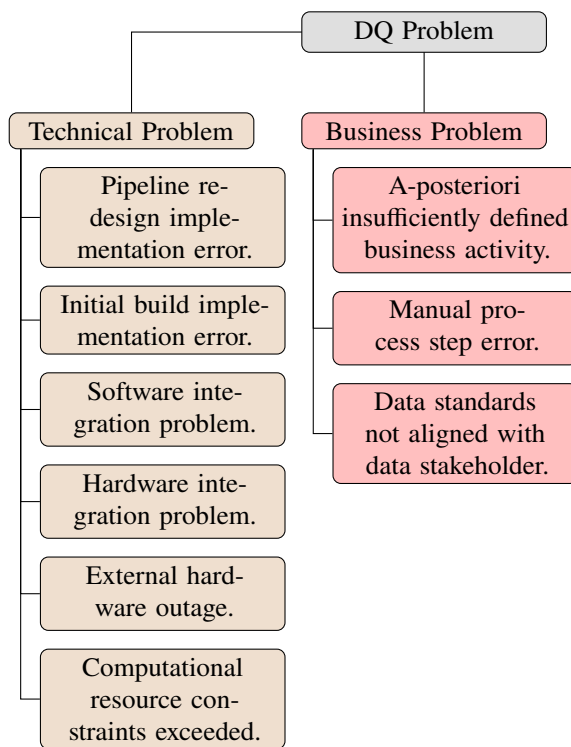 DQ Problem
Technical Problem
Pipeline re-
design imple-
mentation error.
Initial build imple-
mentation error.
Software inte-
gration problem.
Hardware inte-
gration problem.
External hard-
ware outage.
Computational
resource con-
straints exceeded.
Business Problem
A-posteriori
insufficiently defined
business activity.
Manual pro-
cess step error.
Data standards
not aligned with
data stakeholder.